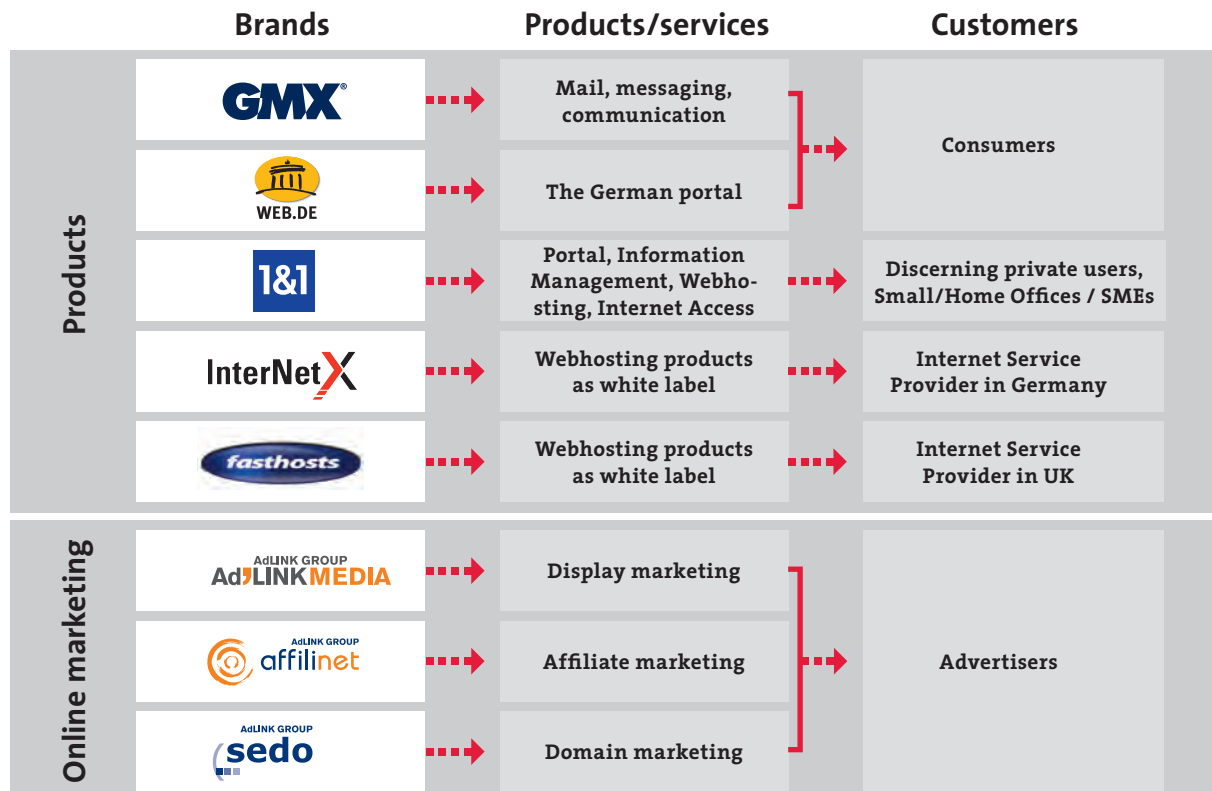 Brands
Products/services
Customers
Products
GMX®
Mail, messaging,
communication
Consumers
WEB.DE
The German portal
1&1
Portal, Information
Management, Webho-
sting, Internet Access
Discerning private users,
Small/Home Offices / SMEs
InterNetX
Webhosting products
as white label
Internet Service
Provider in Germany
fasthosts
Webhosting products
as white label
Internet Service
Provider in UK
Online marketing
AdLINK GROUP
Ad'LINKMEDIA
Display marketing
AdLINK GROUP
affilinet
Affiliate marketing
Advertisers
AdLINK GROUP
sedo
Domain marketing